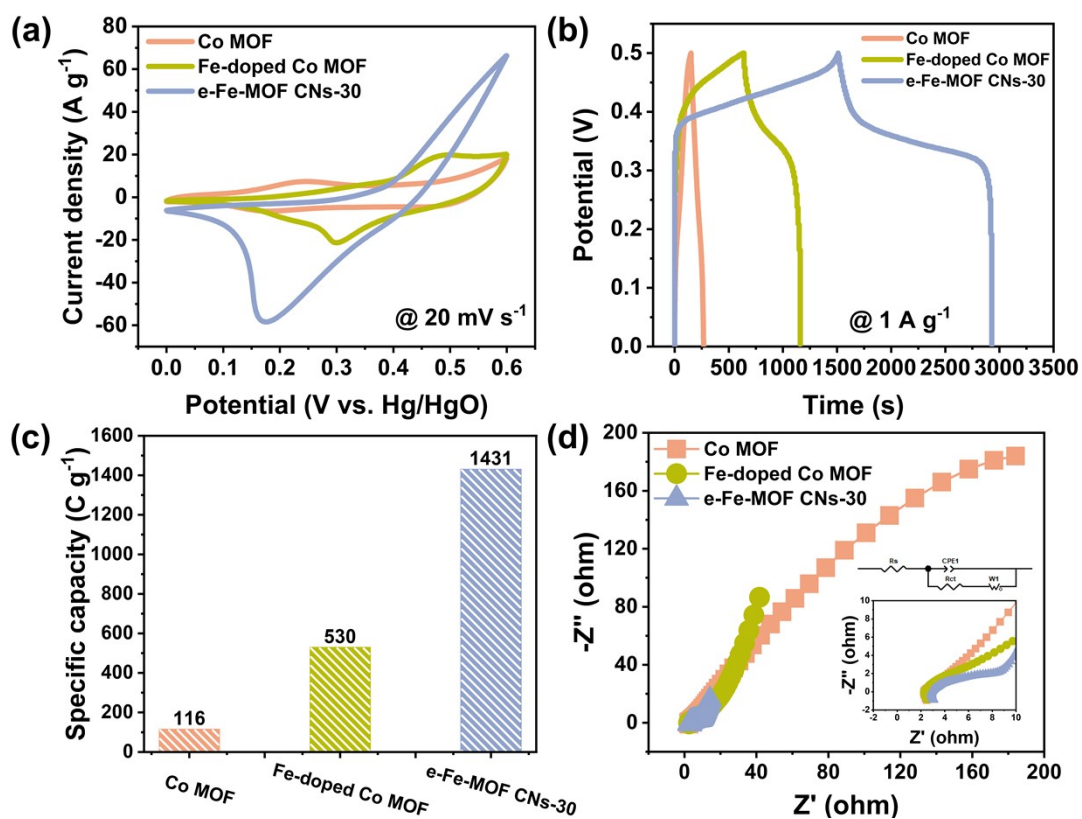 (a)
Co MOF
Fe-doped Co MOF
e-Fe-MOF CNs-30
Current density (A g⁻¹)
80
60
40
20
0
-20
-40
-60
@ 20 mV s⁻¹
0.0 0.1 0.2 0.3 0.4 0.5 0.6
Potential (V vs. Hg/HgO)
(b)
Co MOF
Fe-doped Co MOF
e-Fe-MOF CNs-30
Potential (V)
0.6
0.5
0.4
0.3
0.2
0.1
0.0
@ 1 A g⁻¹
0 500 1000 1500 2000 2500 3000 3500
Time (s)
(c)
Specific capacity (C g⁻¹)
1600
1400
1200
1000
800
600
400
200
0
116
530
1431
Co MOF
Fe-doped Co MOF
e-Fe-MOF CNs-30
(d)
Co MOF
Fe-doped Co MOF
e-Fe-MOF CNs-30
-Z'' (ohm)
200
160
120
80
40
0
Rs
CPE1
Rct
W1
-Z'' (ohm)
10
8
6
4
2
0
-2
-2 0 2 4 6 8 10
Z' (ohm)
0 40 80 120 160 200
Z' (ohm)